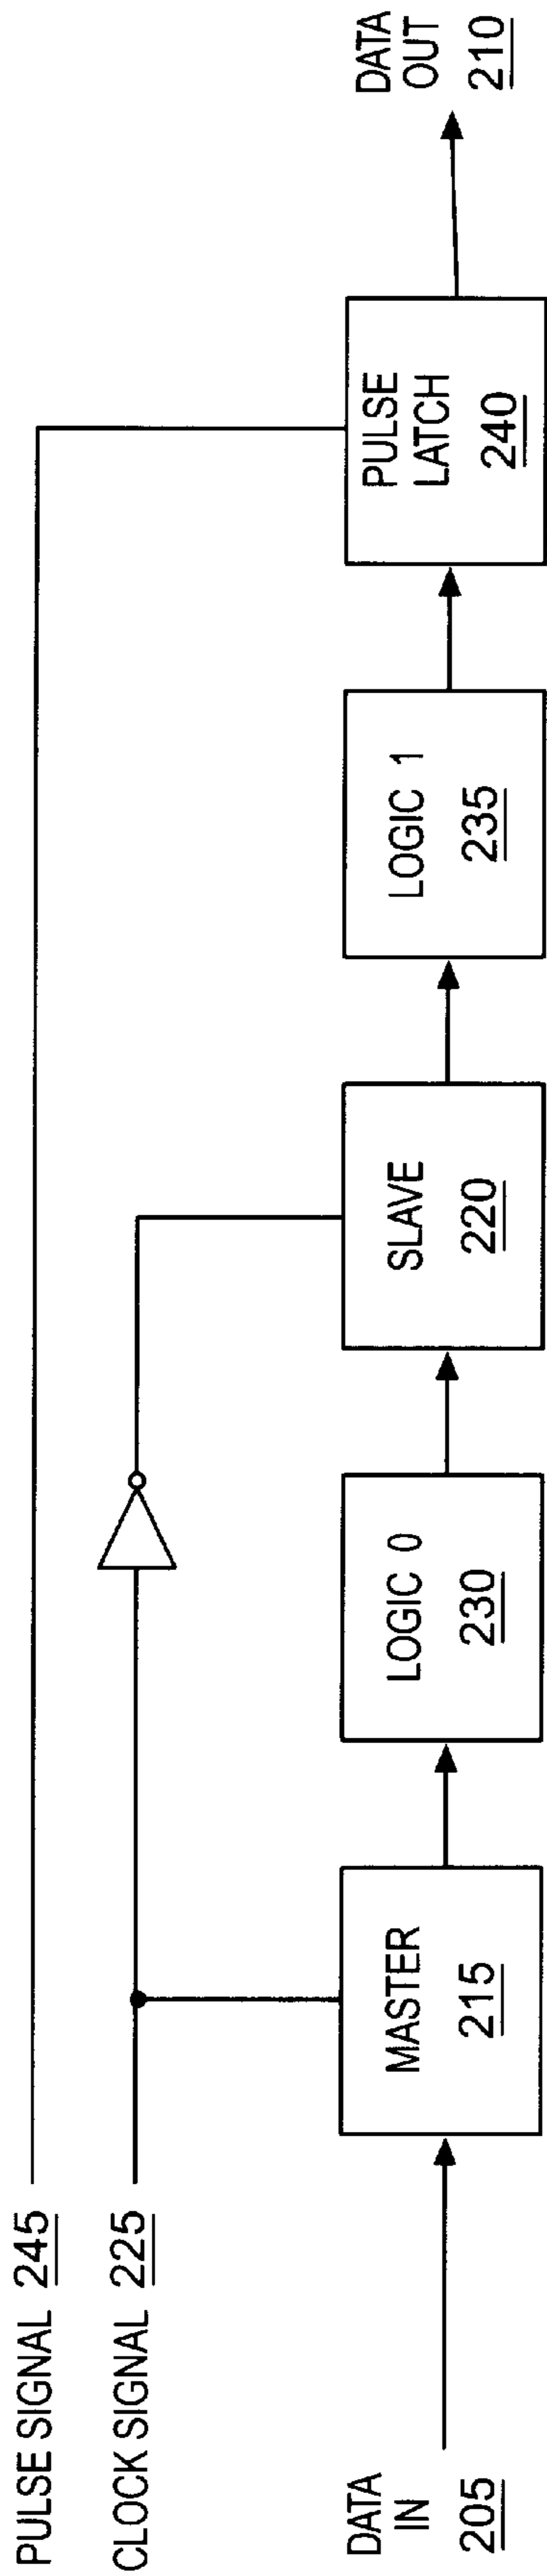 PULSE SIGNAL 245
CLOCK SIGNAL 225
DATA
IN
205
MASTER
215
LOGIC 0
230
SLAVE
220
LOGIC 1
235
PULSE
LATCH
240
DATA
OUT
210